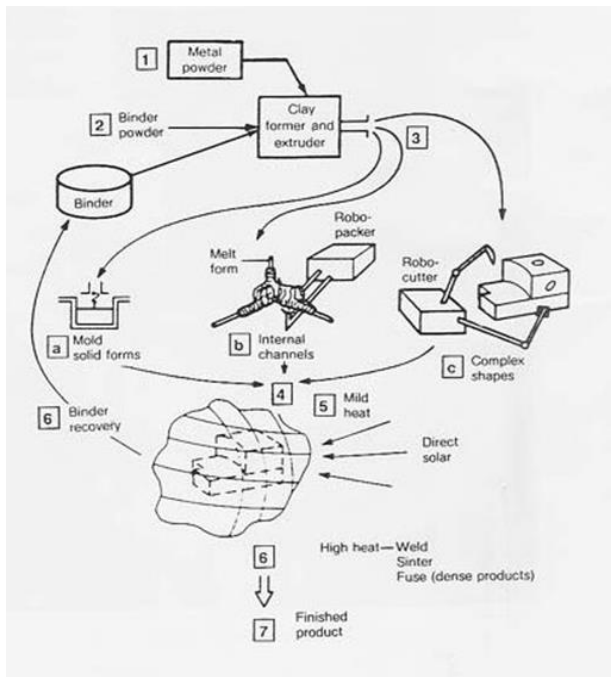 1
Metal
powder
2
Binder
powder
Clay
former and
extruder
3
Binder
Robo-
packer
Melt
form
Robo-
cutter
a
Mold
solid forms
b
Internal
channels
c
Complex
shapes
4
5
Mild
heat
6
Binder
recovery
Direct
solar
6
High heat—Weld
Sinter
Fuse (dense products)
7
Finished
product